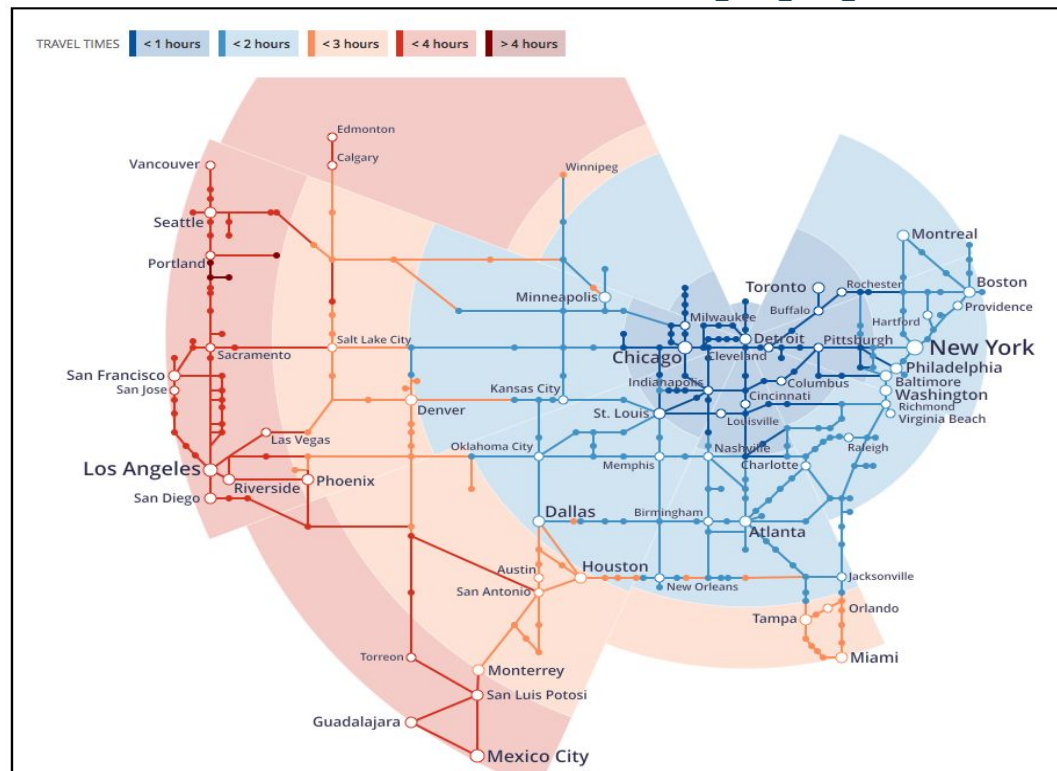 TRAVEL TIMES < 1 hours < 2 hours < 3 hours < 4 hours > 4 hours
Edmonton
Calgary
Vancouver
Winnipeg
Seattle
Montreal
Portland
Toronto
Rochester
Boston
Minneapolis
Buffalo
Providence
Milwaukee
Hartford
Salt Lake City
Detroit
Pittsburgh
New York
Sacramento
Chicago
Cleveland
Philadelphia
San Francisco
Indianapolis
Columbus
Baltimore
San Jose
Kansas City
Cincinnati
Washington
Denver
St. Louis
Louisville
Richmond
Virginia Beach
Las Vegas
Oklahoma City
Nashville
Raleigh
Los Angeles
Memphis
Charlotte
Riverside
Phoenix
San Diego
Dallas
Birmingham
Atlanta
Austin
Houston
Jacksonville
San Antonio
New Orleans
Orlando
Tampa
Torreon
Miami
Monterrey
San Luis Potosi
Guadalajara
Mexico City